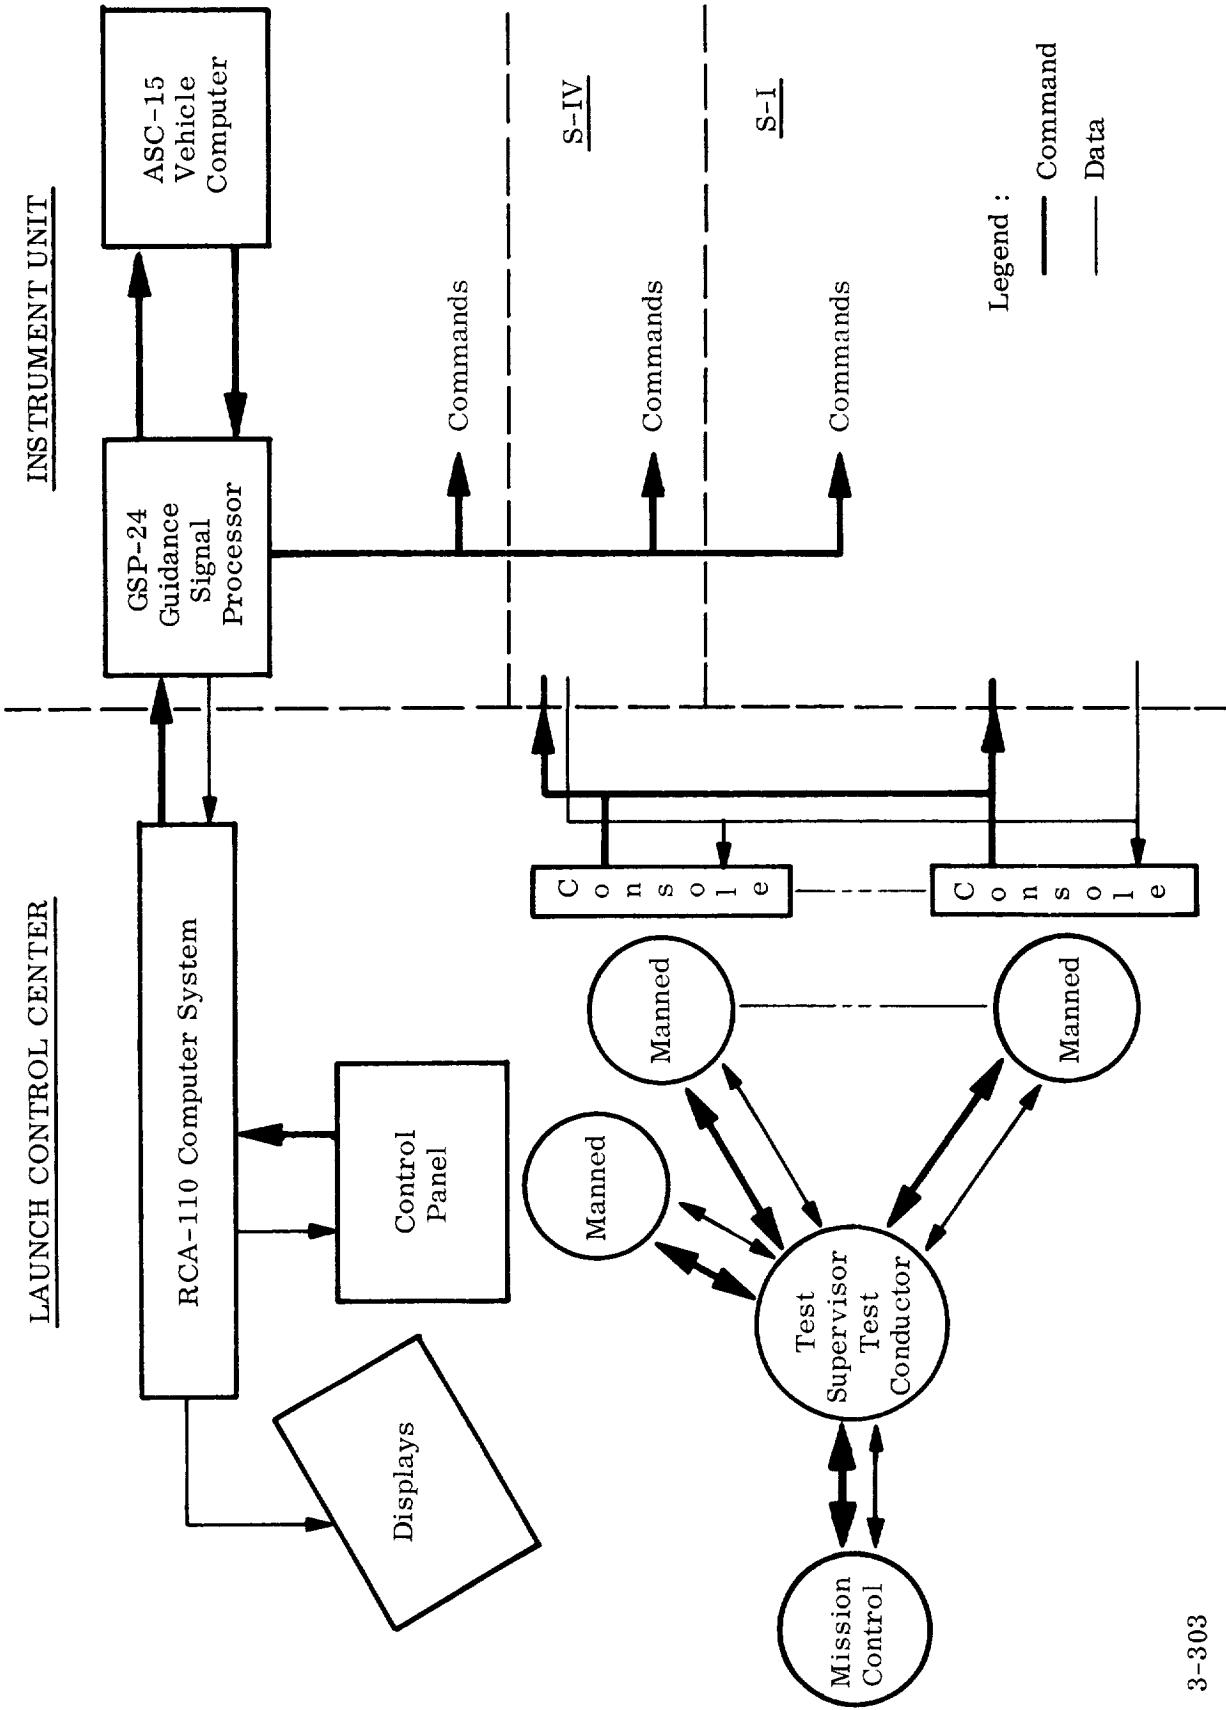 LAUNCH CONTROL CENTER
INSTRUMENT UNIT
RCA-110 Computer System
GSP-24
Guidance
Signal
Processor
ASC-15
Vehicle
Computer
Displays
Control
Panel
Commands
S-IV
Commands
S-I
Commands
Manned
Manned
Manned
Console
Console
Test
Supervisor
Test
Conductor
Mission
Control
Legend :
Command
Data
3-303